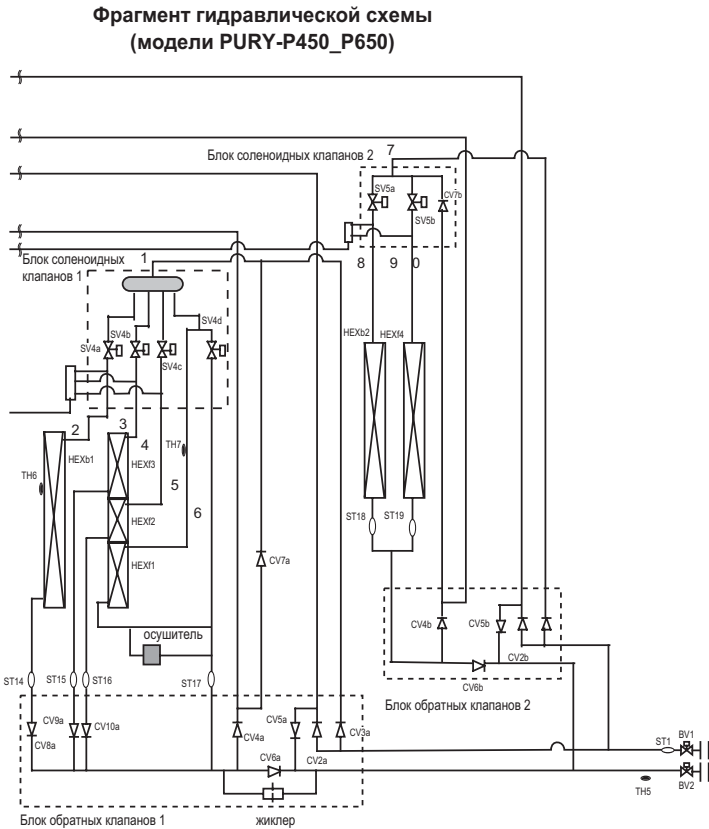 Фрагмент гидравлической схемы
(модели PURY-P450_P650)
Блок соленоидных клапанов 2
7
SV5a
CV7b
SV5b
Блок соленоидных
клапанов 1
1
8
9
0
SV4d
SV4b
SV4a
SV4c
HEXb2
HEXf4
2
3
4
HEXb1
HEXf3
TH7
TH6
5
6
HEXf2
HEXf1
ST18
ST19
CV7a
осушитель
CV4b
CV5b
CV2b
CV6b
ST14
ST15
ST16
ST17
Блок обратных клапанов 2
CV9a
CV10a
CV8a
CV4a
CV5a
CV3a
CV6a
CV2a
ST1
BV1
BV2
TH5
Блок обратных клапанов 1
жиклер